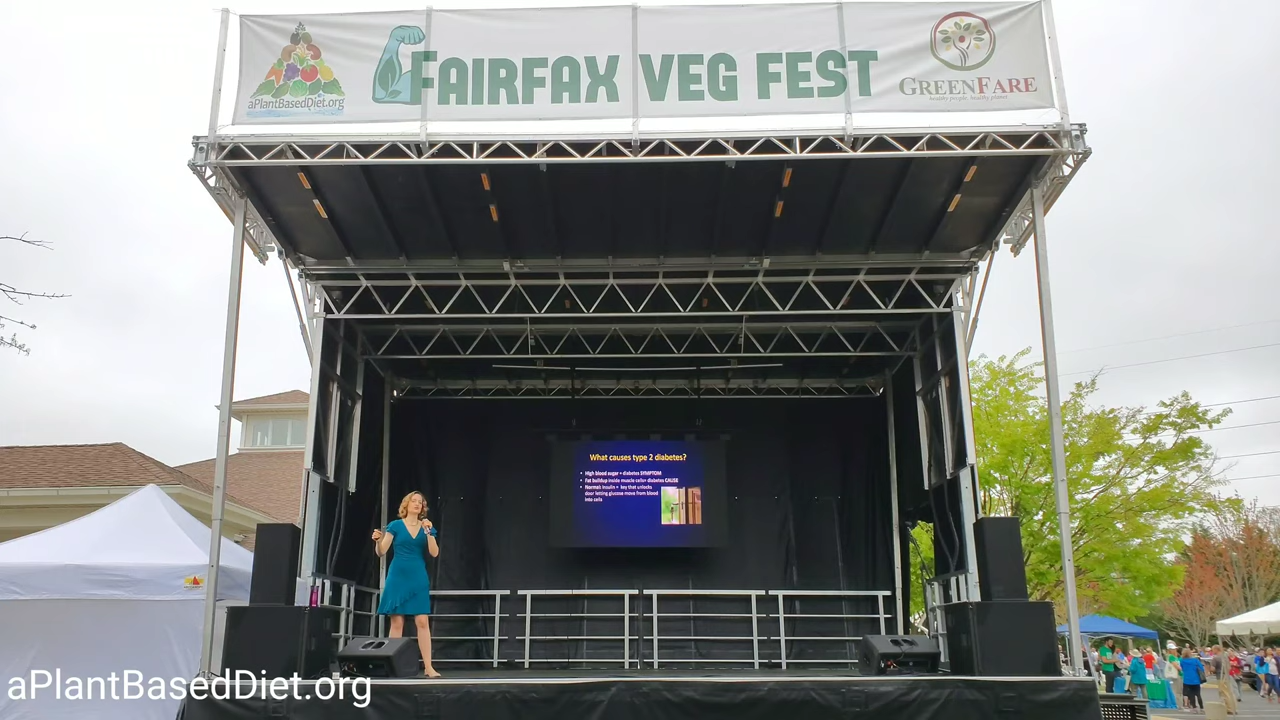 FAIRFAX VEG FEST
aPlantBasedDiet.org
GREENFARE
healthy people. healthy planet.
What causes type 2 diabetes?
• High blood sugar = diabetes SYMPTOM
• Fat buildup inside muscle cells= diabetes CAUSE
• Normal: Insulin = key that unlocks
door letting glucose move from blood
into cells
aPlantBasedDiet.org